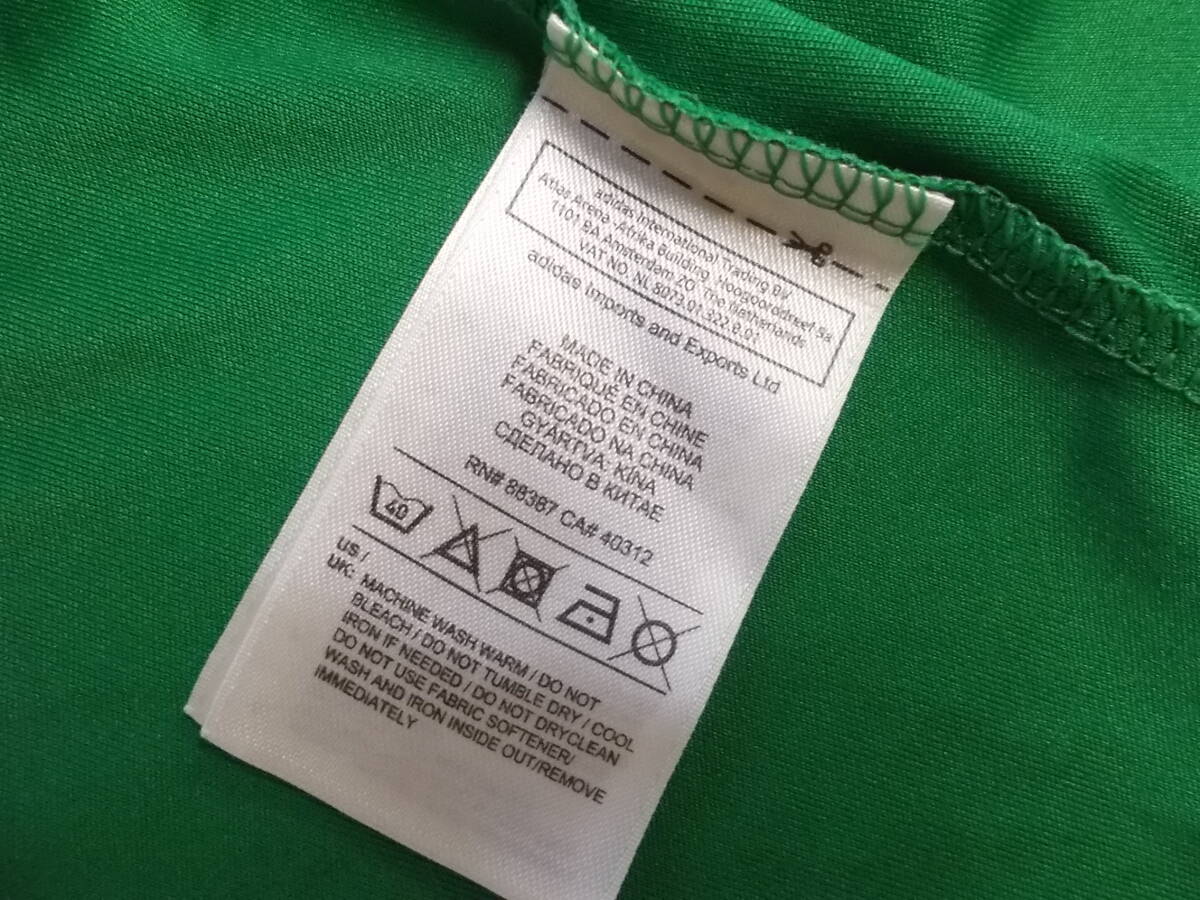 adidas International Trading BV
Atlas Arena Afrika Building, Hoogoorddreef 9a
1101 BA Amsterdam ZO The Netherlands
VAT NO. NL 8073.01.322.B.01
adidas Imports and Exports Ltd
MADE IN CHINA
FABRIQUÉ EN CHINE
FABRICADO EN CHINA
FABRICADO NA CHINA
GYÁRTVA: KÍNA
СДЕЛАНО В КИТАЕ
RN# 88387 CA# 40312
40
US /
UK: MACHINE WASH WARM / DO NOT
BLEACH / DO NOT TUMBLE DRY / COOL
IRON IF NEEDED / DO NOT DRYCLEAN
DO NOT USE FABRIC SOFTENER/
WASH AND IRON INSIDE OUT/REMOVE
IMMEDIATELY